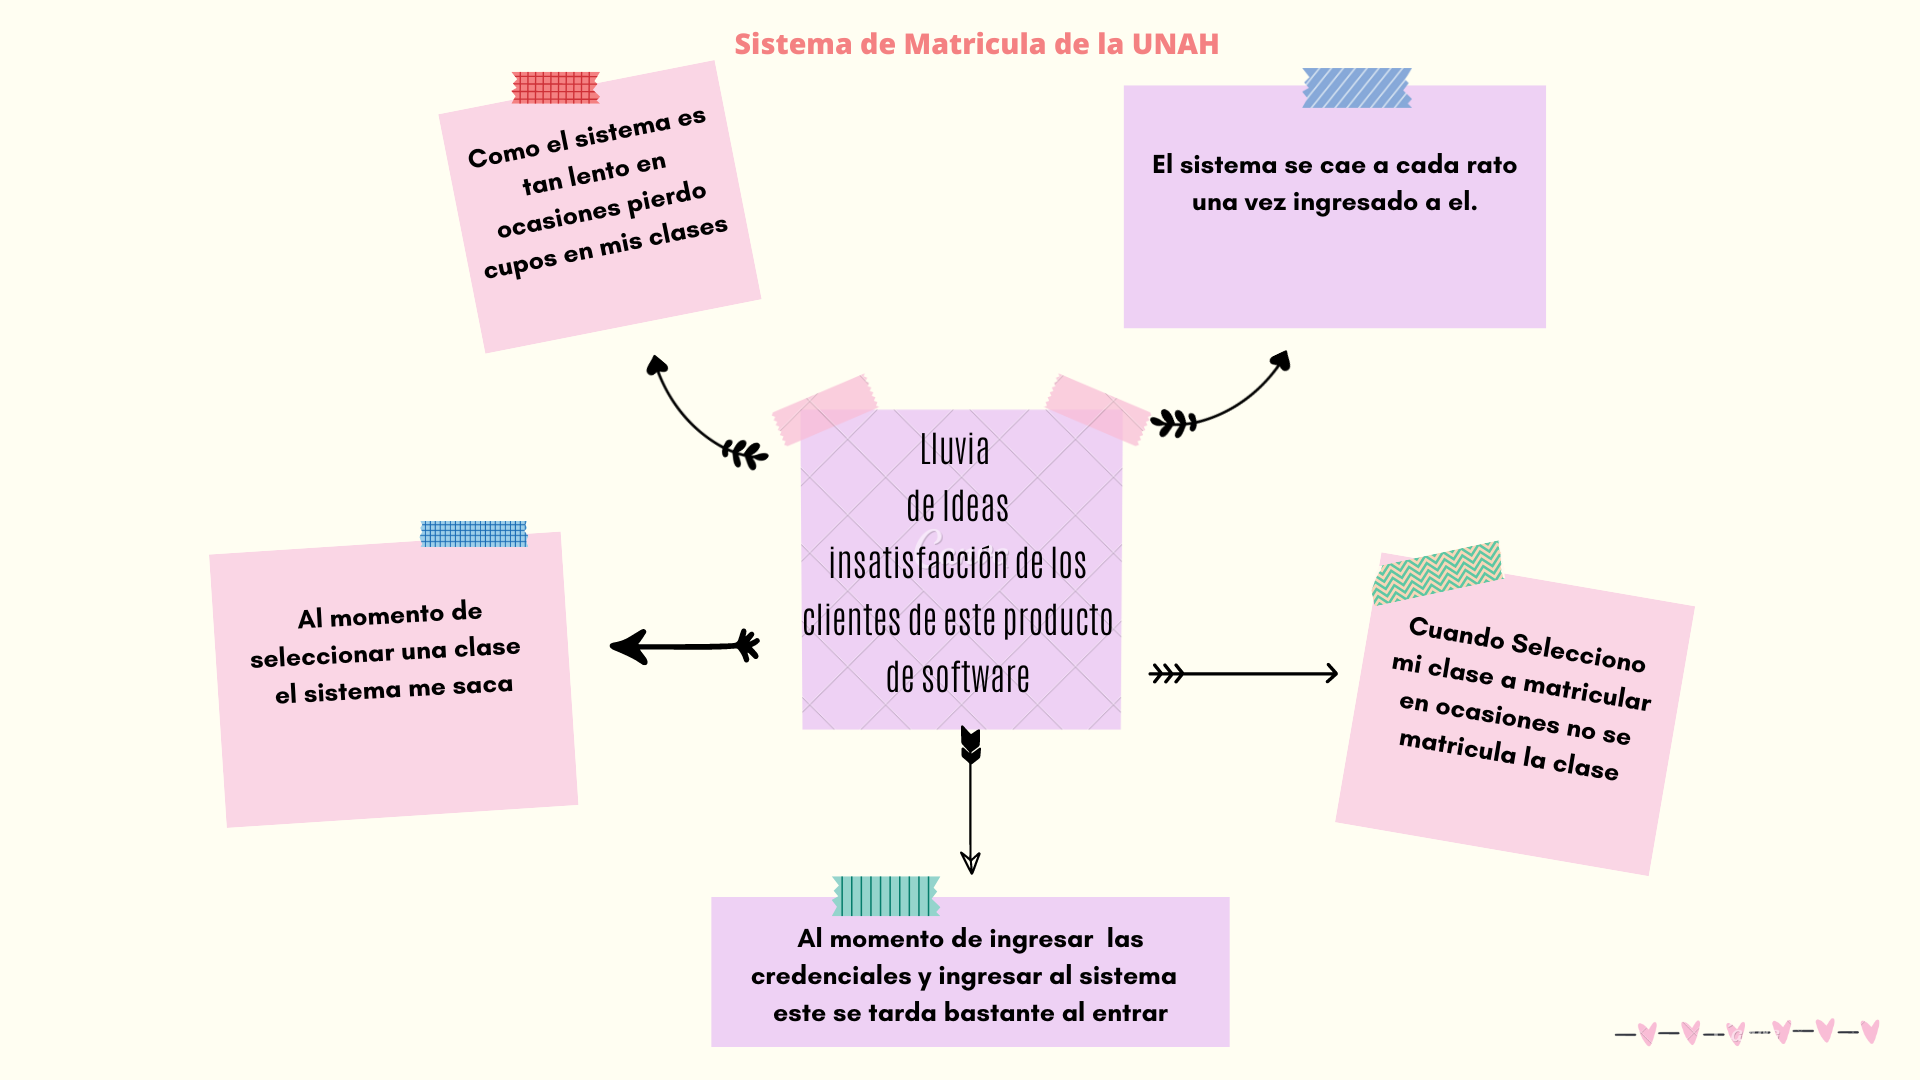 Sistema de Matricula de la UNAH
Como el sistema es
tan lento en
ocasiones pierdo
cupos en mis clases
El sistema se cae a cada rato
una vez ingresado a el.
Lluvia
de Ideas
insatisfacción de los
clientes de este producto
de software
Al momento de
seleccionar una clase
el sistema me saca
Cuando Selecciono
mi clase a matricular
en ocasiones no se
matricula la clase
Al momento de ingresar las
credenciales y ingresar al sistema
este se tarda bastante al entrar